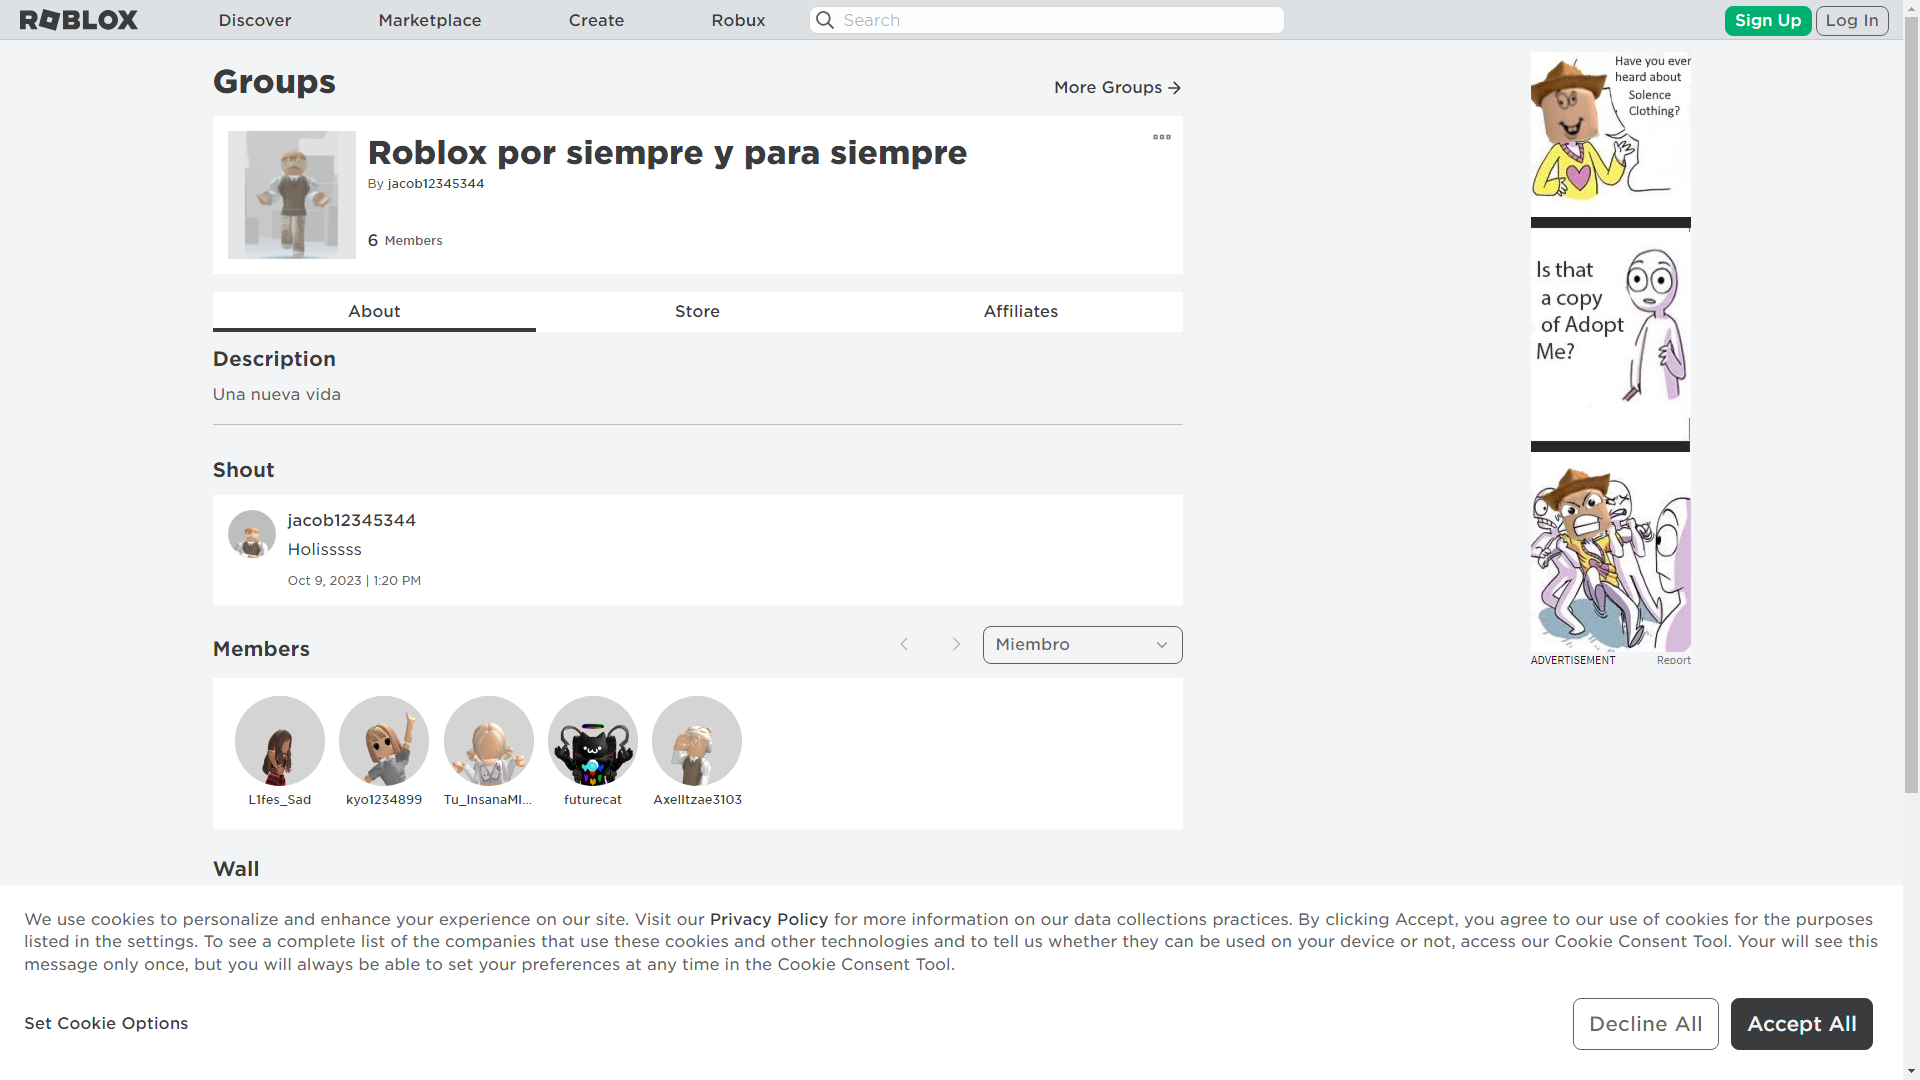 ROBLOX
Discover
Marketplace
Create
Robux
Search
Sign Up
Log In
Groups
More Groups
Roblox por siempre y para siempre
By jacob12345344
6 Members
About
Store
Affiliates
Description
Una nueva vida
Shout
jacob12345344
Holisssss
Oct 9, 2023 | 1:20 PM
Members
Miembro
L1fes_Sad
kyo1234899
Tu_InsanaMI...
futurecat
AxelItzae3103
Wall
Have you ever
heard about
Solence
Clothing?
Is that
a copy
of Adopt
Me?
ADVERTISEMENT
Report
We use cookies to personalize and enhance your experience on our site. Visit our Privacy Policy for more information on our data collections practices. By clicking Accept, you agree to our use of cookies for the purposes
listed in the settings. To see a complete list of the companies that use these cookies and other technologies and to tell us whether they can be used on your device or not, access our Cookie Consent Tool. Your will see this
message only once, but you will always be able to set your preferences at any time in the Cookie Consent Tool.
Set Cookie Options
Decline All
Accept All